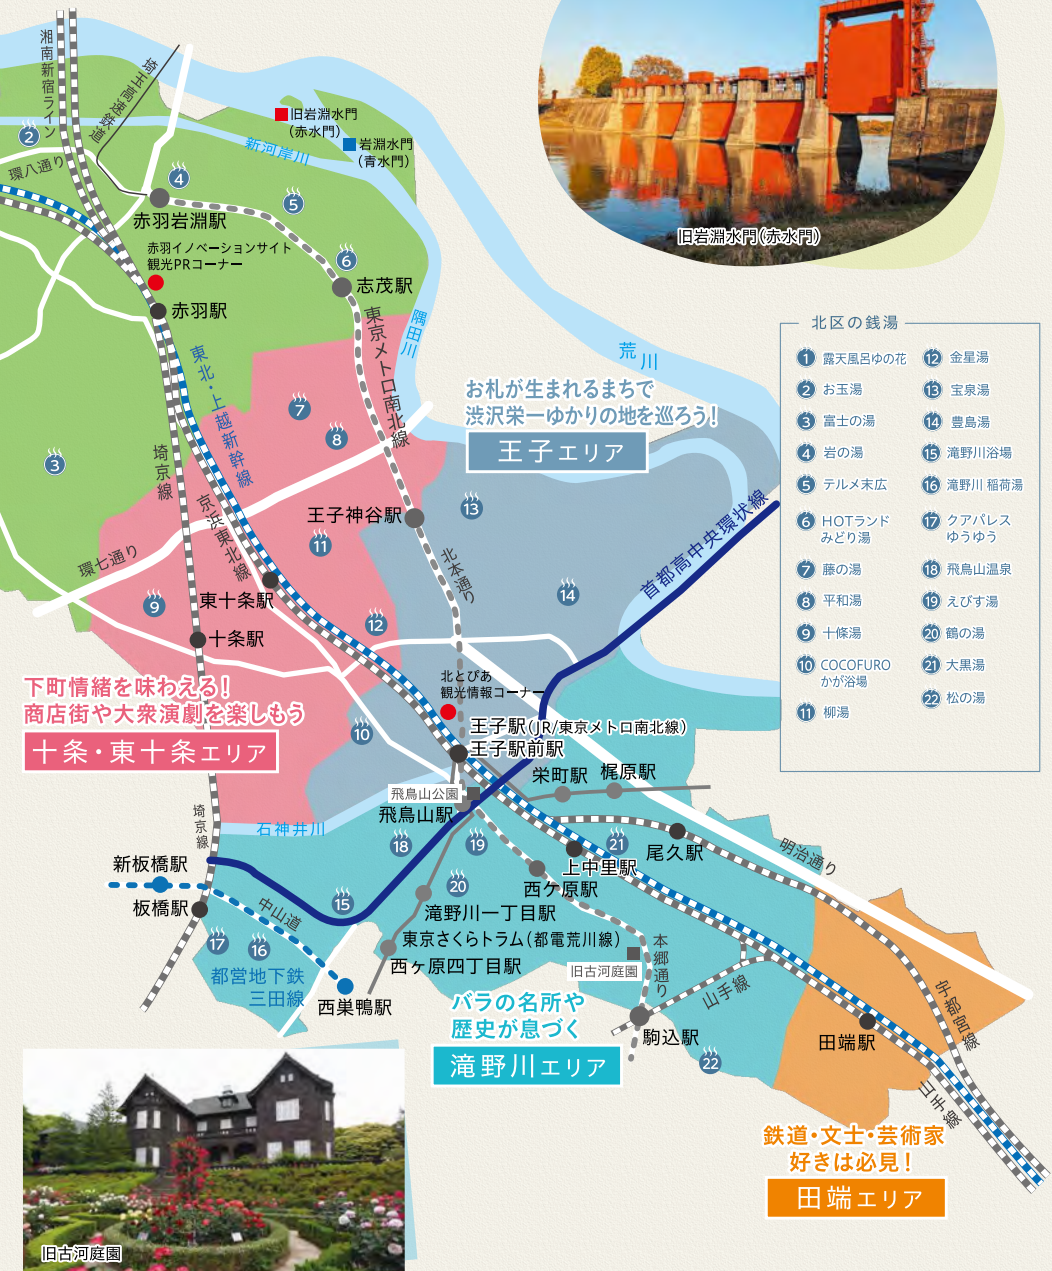 湘南新宿ライン
埼玉高速鉄道
旧岩淵水門
（赤水門）
岩淵水門
（青水門）
新河岸川
2
環八通り
4
5
赤羽岩淵駅
6
赤羽イノベーションサイト
観光PRコーナー
志茂駅
赤羽駅
東京メトロ南北線
隅田川
荒川
東北・上越新幹線
旧岩淵水門（赤水門）
お札が生まれるまちで
渋沢栄一ゆかりの地を巡ろう！
王子エリア
7
8
3
埼京線
京浜東北線
13
王子神谷駅
11
首都高中央環状線
環七通り
北本通り
東十条駅
9
14
12
十条駅
北とぴあ
観光情報コーナー
下町情緒を味わえる！
商店街や大衆演劇を楽しもう
十条・東十条エリア
10
王子駅（JR/東京メトロ南北線）
王子駅前駅
栄町駅
梶原駅
飛鳥山公園
飛鳥山駅
埼京線
石神井川
18
19
21
尾久駅
明治通り
新板橋駅
上中里駅
西ケ原駅
20
板橋駅
中山道
15
滝野川一丁目駅
17
16
東京さくらトラム（都電荒川線）
本郷通り
都営地下鉄
三田線
西ヶ原四丁目駅
旧古河庭園
西巣鴨駅
山手線
宇都宮線
バラの名所や
歴史が息づく
滝野川エリア
駒込駅
22
田端駅
山手線
鉄道・文士・芸術家
好きは必見！
田端エリア
旧古河庭園
北区の銭湯
1 露天風呂ゆの花
2 お玉湯
3 富士の湯
4 岩の湯
5 テルメ末広
6 HOTランド
みどり湯
7 藤の湯
8 平和湯
9 十條湯
10 COCOFURO
かが浴場
11 柳湯
12 金星湯
13 宝泉湯
14 豊島湯
15 滝野川浴場
16 滝野川 稲荷湯
17 クアパレス
ゆうゆう
18 飛鳥山温泉
19 えびす湯
20 鶴の湯
21 大黒湯
22 松の湯